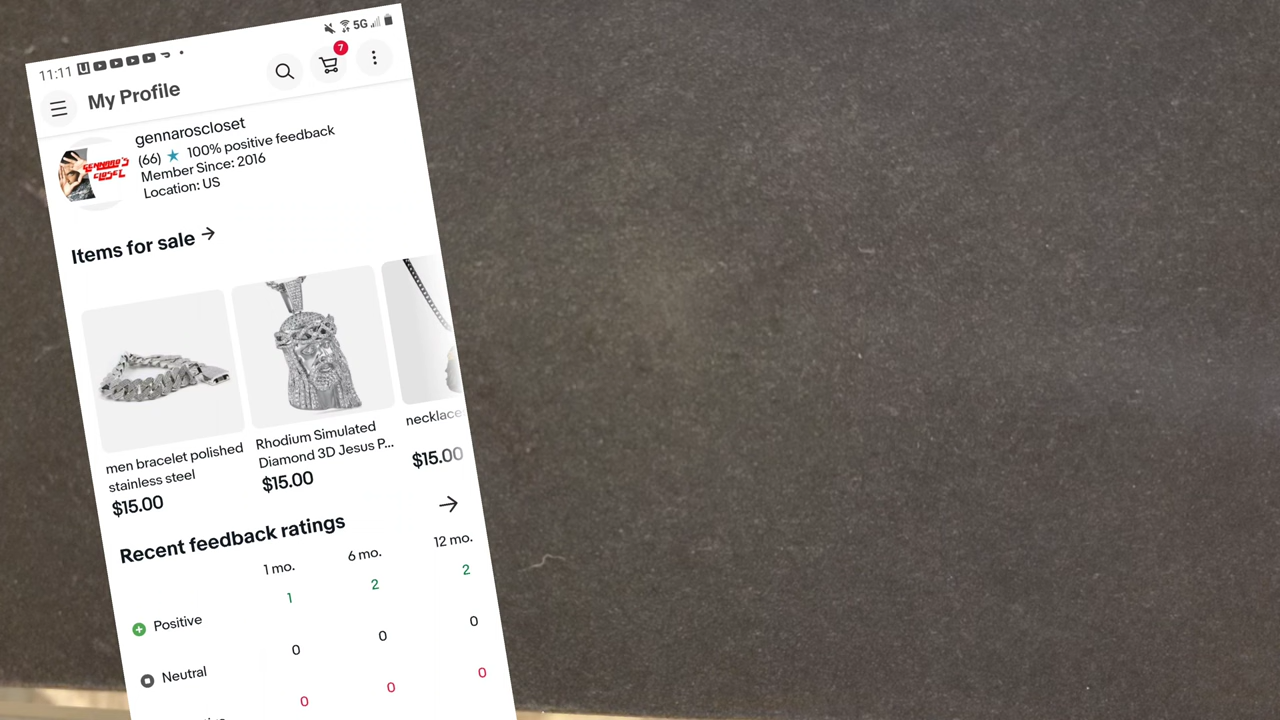 11:11
5G
My Profile
7
gennaroscloset
(66) ★ 100% positive feedback
Member Since: 2016
Location: US
GENNARO'S
CLOSET
Items for sale →
men bracelet polished
stainless steel
$15.00
Rhodium Simulated
Diamond 3D Jesus P...
$15.00
necklace
$15.00
Recent feedback ratings
1 mo. 6 mo. 12 mo.
Positive 1 2 2
Neutral 0 0 0
0 0 0